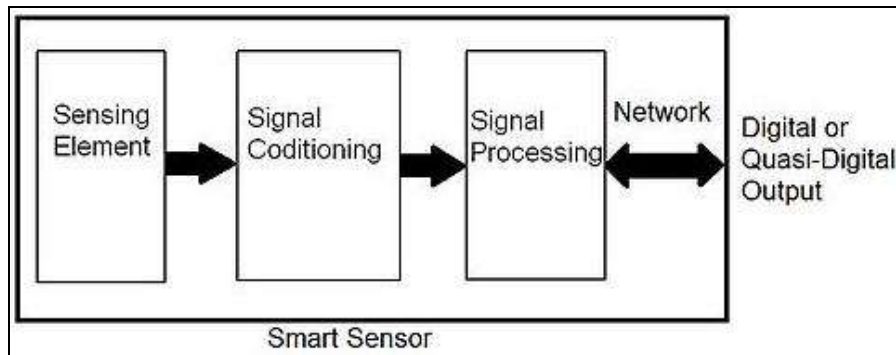 Sensing
Element
Signal
Coditioning
Signal
Processing
Network
Digital or
Quasi-Digital
Output
Smart Sensor